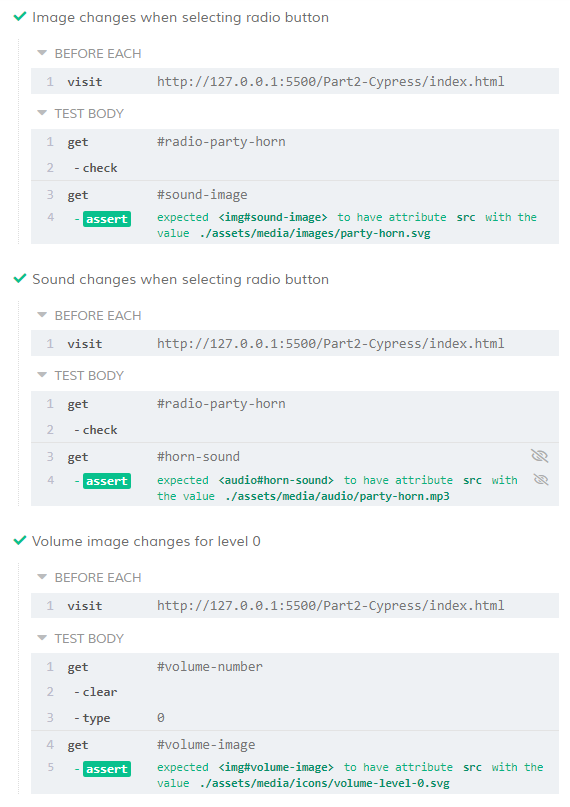 Image changes when selecting radio button
BEFORE EACH
1 visit http://127.0.0.1:5500/Part2-Cypress/index.html
TEST BODY
1 get #radio-party-horn
2 -check
3 get #sound-image
4 -assert expected <img#sound-image> to have attribute src with the
value ./assets/media/images/party-horn.svg
Sound changes when selecting radio button
BEFORE EACH
1 visit http://127.0.0.1:5500/Part2-Cypress/index.html
TEST BODY
1 get #radio-party-horn
2 -check
3 get #horn-sound
4 -assert expected <audio#horn-sound> to have attribute src with
the value ./assets/media/audio/party-horn.mp3
Volume image changes for level 0
BEFORE EACH
1 visit http://127.0.0.1:5500/Part2-Cypress/index.html
TEST BODY
1 get #volume-number
2 -clear
3 -type 0
4 get #volume-image
5 -assert expected <img#volume-image> to have attribute src with the
value ./assets/media/icons/volume-level-0.svg